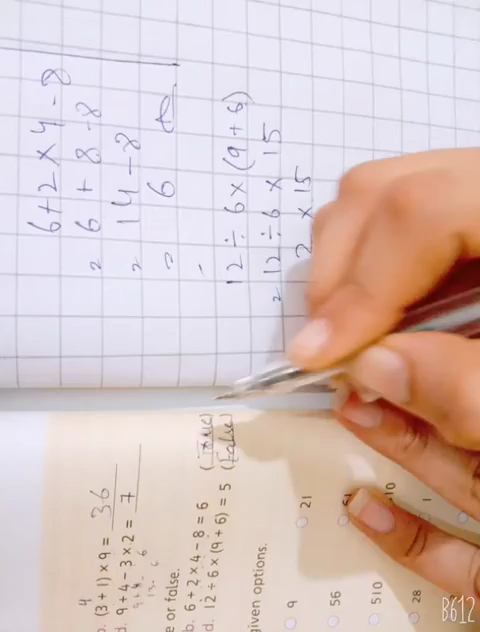 6+2×4-8
= 6 + 8-8
= 14-8
= 6
12÷6×(9+6)
= 12÷6×15
2 × 15
4
(3 + 1) × 9 = 36
d. 9 + 4 − 3 × 2 = 7
e or false.
b. 6 + 2 × 4 − 8 = 6 (True)
d. 12 ÷ 6 × (9 + 6) = 5 (False)
given options.
9
21
56
510
28
1
B612